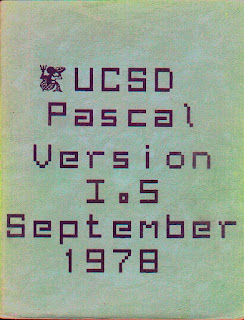 UCSD
Pascal
Version
I.5
September
1978